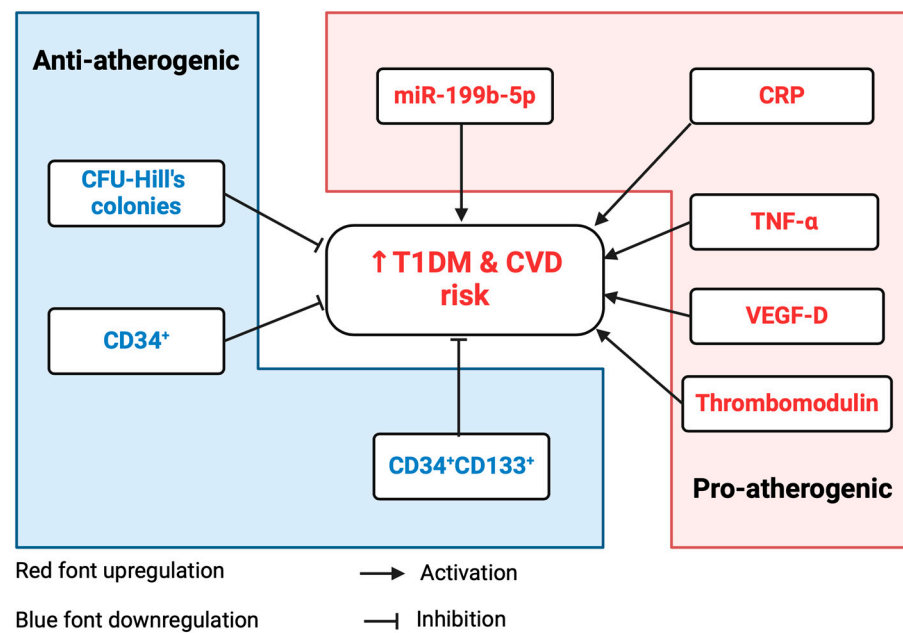 Anti-atherogenic
miR-199b-5p
CRP
CFU-Hill's
colonies
TNF-α
↑T1DM & CVD
risk
CD34⁺
VEGF-D
Thrombomodulin
CD34⁺CD133⁺
Pro-atherogenic
Red font upregulation
Activation
Blue font downregulation
Inhibition